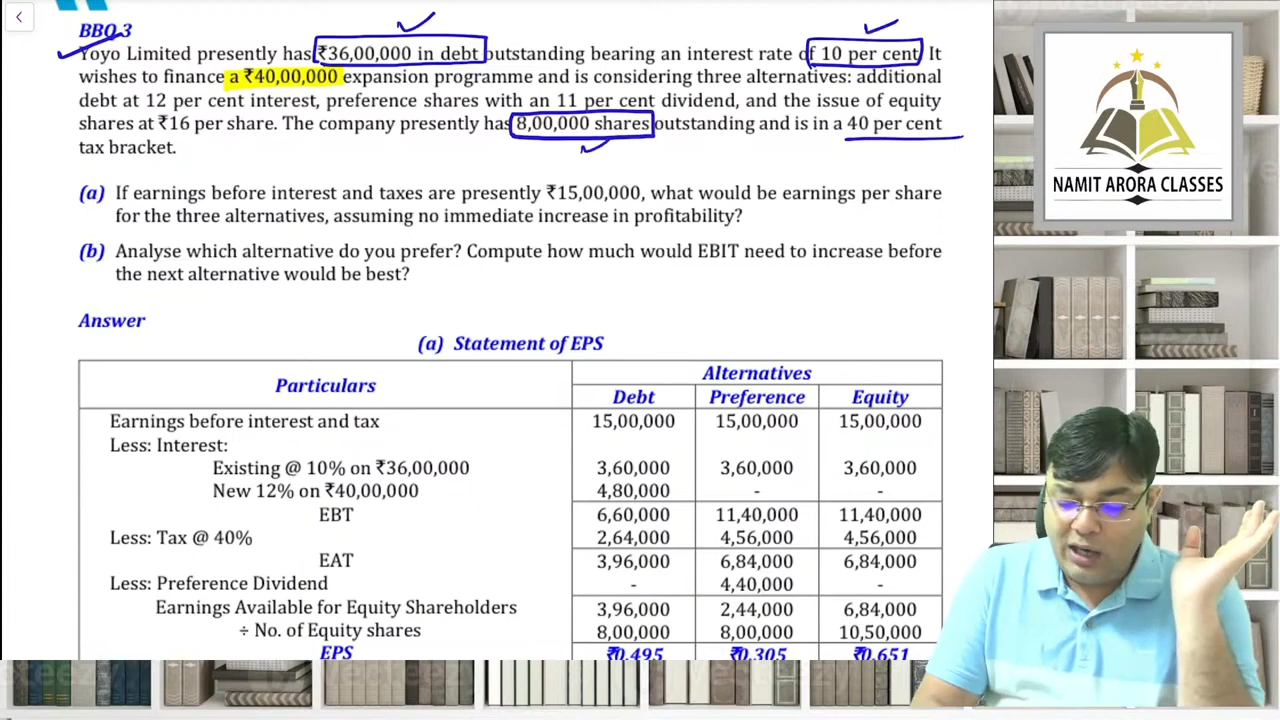 BBQ 3
Yoyo Limited presently has ₹36,00,000 in debt outstanding bearing an interest rate of 10 per cent. It
wishes to finance a ₹40,00,000 expansion programme and is considering three alternatives: additional
debt at 12 per cent interest, preference shares with an 11 per cent dividend, and the issue of equity
shares at ₹16 per share. The company presently has 8,00,000 shares outstanding and is in a 40 per cent
tax bracket.
(a) If earnings before interest and taxes are presently ₹15,00,000, what would be earnings per share
for the three alternatives, assuming no immediate increase in profitability?
(b) Analyse which alternative do you prefer? Compute how much would EBIT need to increase before
the next alternative would be best?
Answer
(a) Statement of EPS
Particulars Alternatives
Debt Preference Equity
Earnings before interest and tax 15,00,000 15,00,000 15,00,000
Less: Interest:
Existing @ 10% on ₹36,00,000 3,60,000 3,60,000 3,60,000
New 12% on ₹40,00,000 4,80,000 - -
EBT 6,60,000 11,40,000 11,40,000
Less: Tax @ 40% 2,64,000 4,56,000 4,56,000
EAT 3,96,000 6,84,000 6,84,000
Less: Preference Dividend - 4,40,000 -
Earnings Available for Equity Shareholders 3,96,000 2,44,000 6,84,000
÷ No. of Equity shares 8,00,000 8,00,000 10,50,000
EPS ₹0.495 ₹0.305 ₹0.651
NAMIT ARORA CLASSES